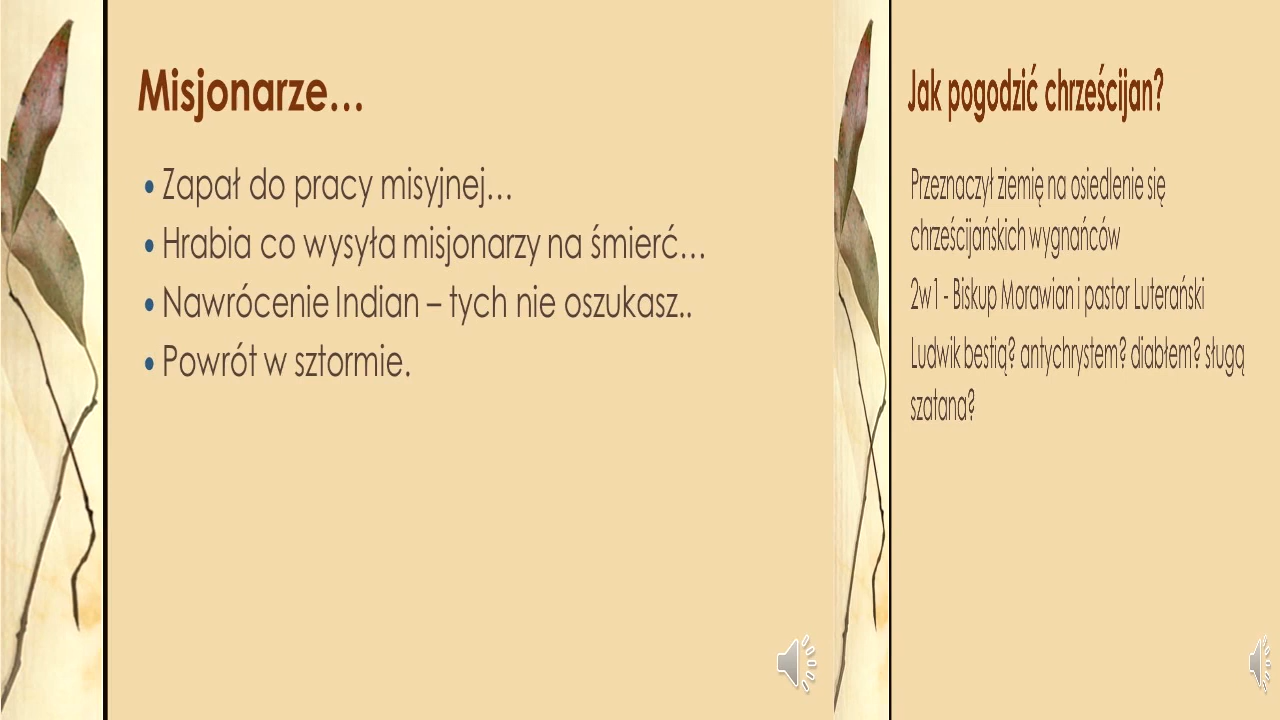 Misjonarze...
• Zapał do pracy misyjnej...
• Hrabia co wysyła misjonarzy na śmierć...
• Nawrócenie Indian – tych nie oszukasz..
• Powrót w sztormie.
Jak pogodzić chrześcijan?
Przeznaczył ziemię na osiedlenie się
chrześcijańskich wygnańców
2w1 - Biskup Morawian i pastor Luterański
Ludwik bestią? antychrystem? diabłem? sługą
szatana?